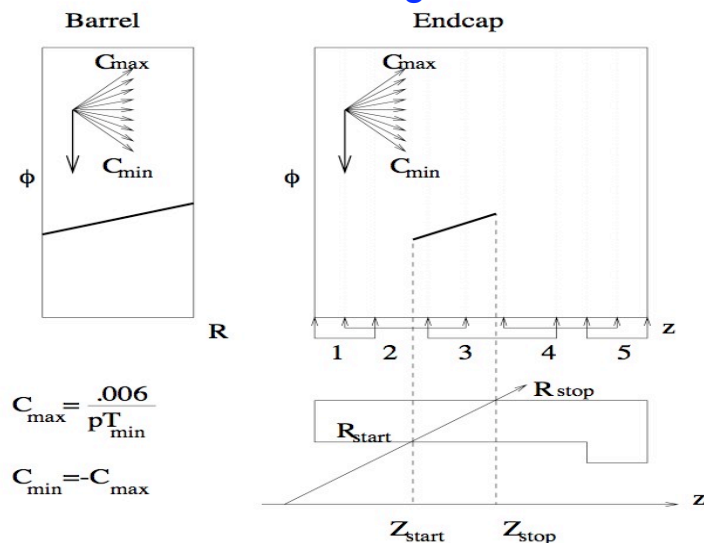 Barrel
Endcap
Cmax
Cmin
ϕ
R
Cmax
Cmin
ϕ
z
1 2 3 4 5
Cmax= .006 / pTmin
Cmin=-Cmax
Rstop
Rstart
z
Zstart
Zstop